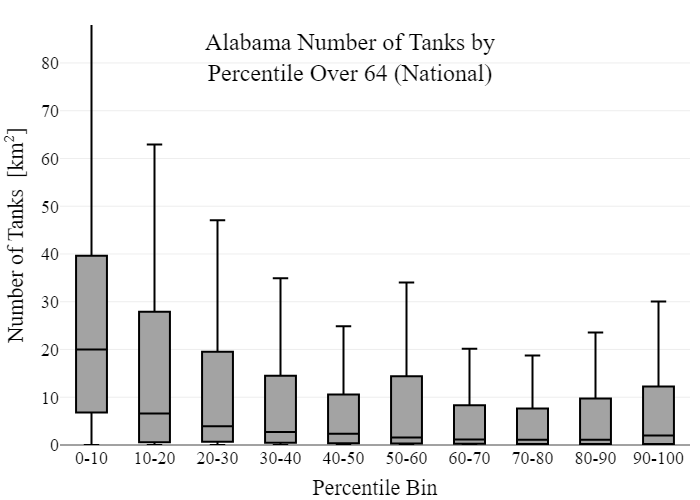 Alabama Number of Tanks by
Percentile Over 64 (National)
Number of Tanks [km²]
80
70
60
50
40
30
20
10
0
0-10 10-20 20-30 30-40 40-50 50-60 60-70 70-80 80-90 90-100
Percentile Bin